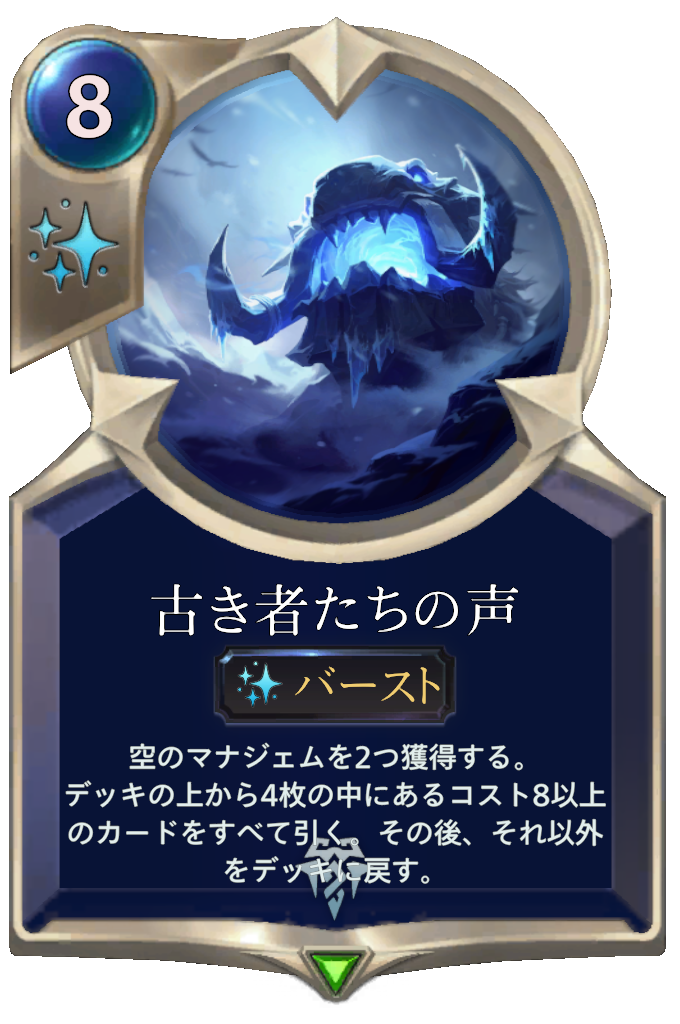 8
古き者たちの声
バースト
空のマナジェムを2つ獲得する。
デッキの上から4枚の中にあるコスト8以上
のカードをすべて引く。その後、それ以外
をデッキに戻す。